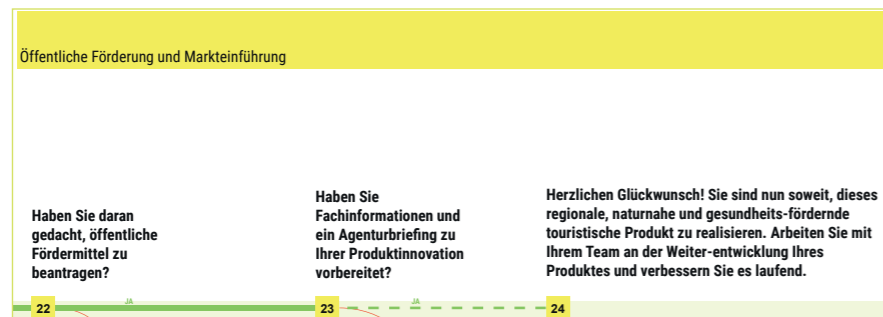 Öffentliche Förderung und Markteinführung
Haben Sie daran
gedacht, öffentliche
Fördermittel zu
beantragen?
Haben Sie
Fachinformationen und
ein Agenturbriefing zu
Ihrer Produktinnovation
vorbereitet?
Herzlichen Glückwunsch! Sie sind nun soweit, dieses
regionale, naturnahe und gesundheits-fördernde
touristische Produkt zu realisieren. Arbeiten Sie mit
Ihrem Team an der Weiter-entwicklung Ihres
Produktes und verbessern Sie es laufend.
22
JA
23
JA
24